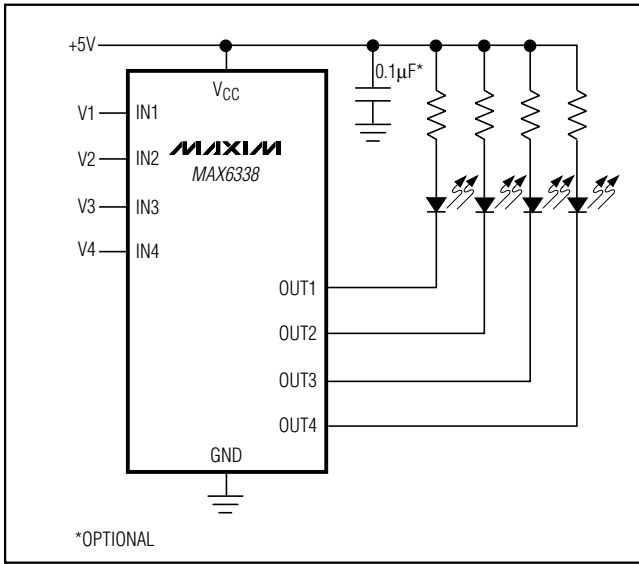 +5V
0.1µF*
VCC
V1 IN1
MAXIM
V2 IN2
MAX6338
V3 IN3
V4 IN4
OUT1
OUT2
OUT3
OUT4
GND
*OPTIONAL